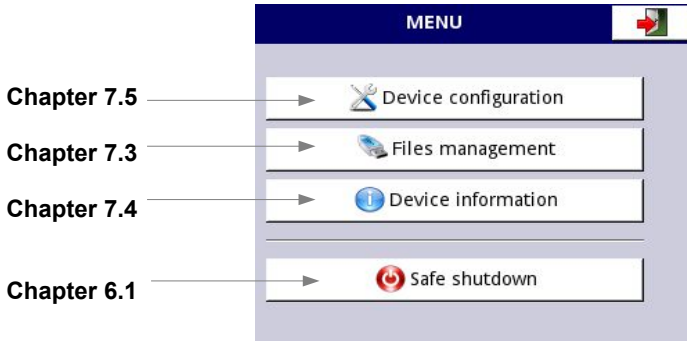 MENU
Chapter 7.5 Device configuration
Chapter 7.3 Files management
Chapter 7.4 Device information
Chapter 6.1 Safe shutdown